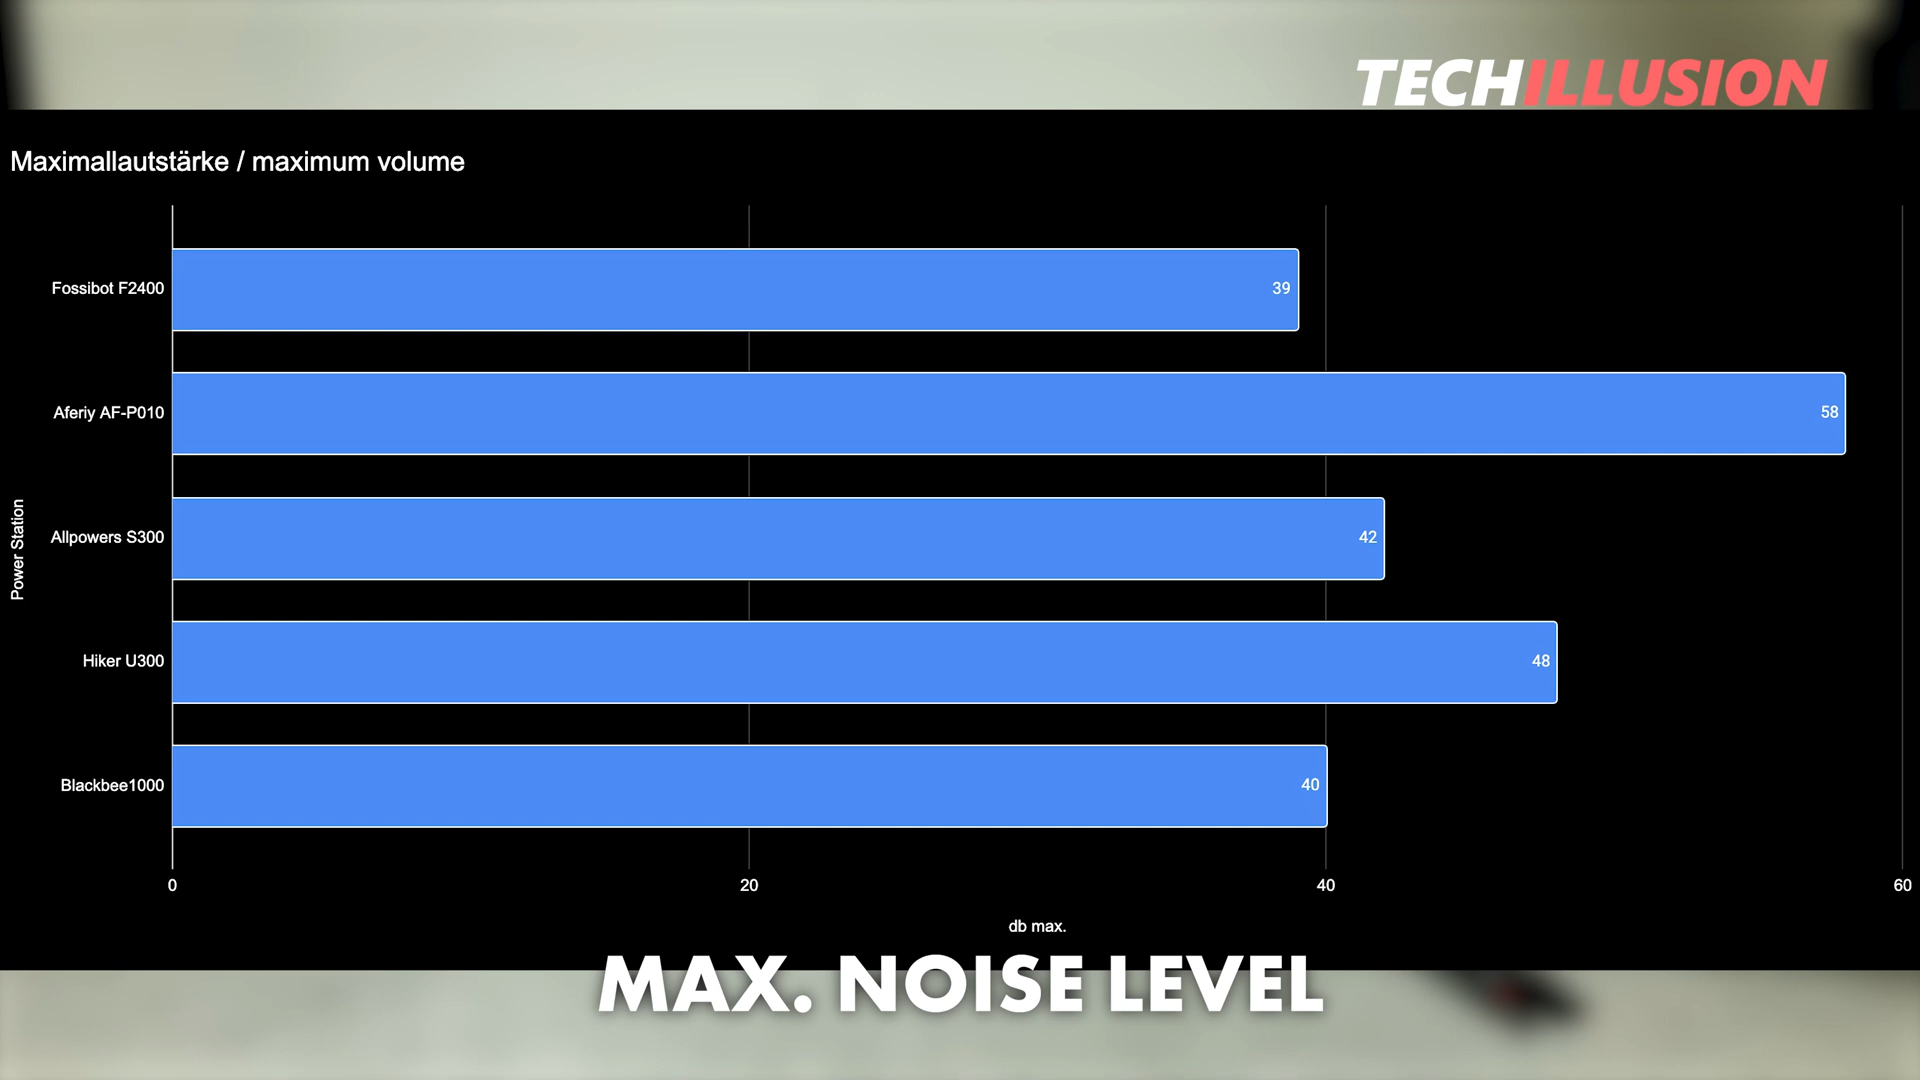 TECHILLUSION
Maximallautstärke / maximum volume
Power Station
Fossibot F2400
39
Aferiy AF-P010
58
Allpowers S300
42
Hiker U300
48
Blackbee1000
40
0
20
40
60
db max.
MAX. NOISE LEVEL